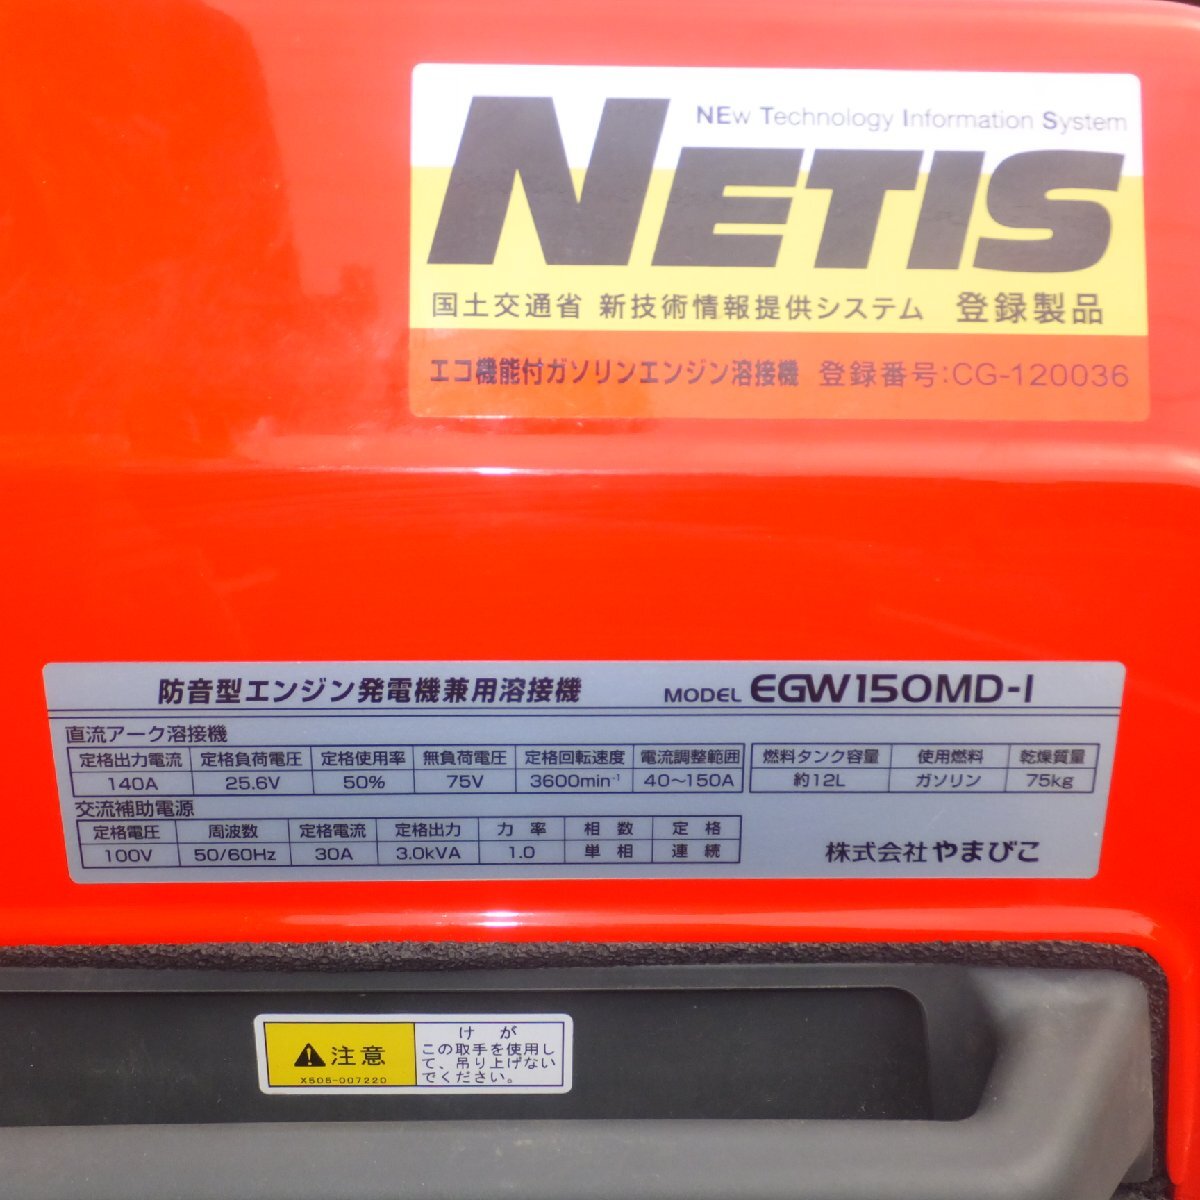 NEw Technology Information System
NETIS
国土交通省 新技術情報提供システム 登録製品
エコ機能付ガソリンエンジン溶接機 登録番号:CG-120036
防音型エンジン発電機兼用溶接機 MODEL EGW150MD-I
直流アーク溶接機
定格出力電流 定格負荷電圧 定格使用率 無負荷電圧 定格回転速度 電流調整範囲 燃料タンク容量 使用燃料 乾燥質量
140A 25.6V 50% 75V 3600min⁻¹ 40～150A 約12L ガソリン 75kg
交流補助電源
定格電圧 周波数 定格電流 定格出力 力 率 相 数 定 格
100V 50/60Hz 30A 3.0kVA 1.0 単 相 連 続
株式会社 やまびこ
注意
X505-007220
け が
この取手を使用し
て、吊り上げない
でください。